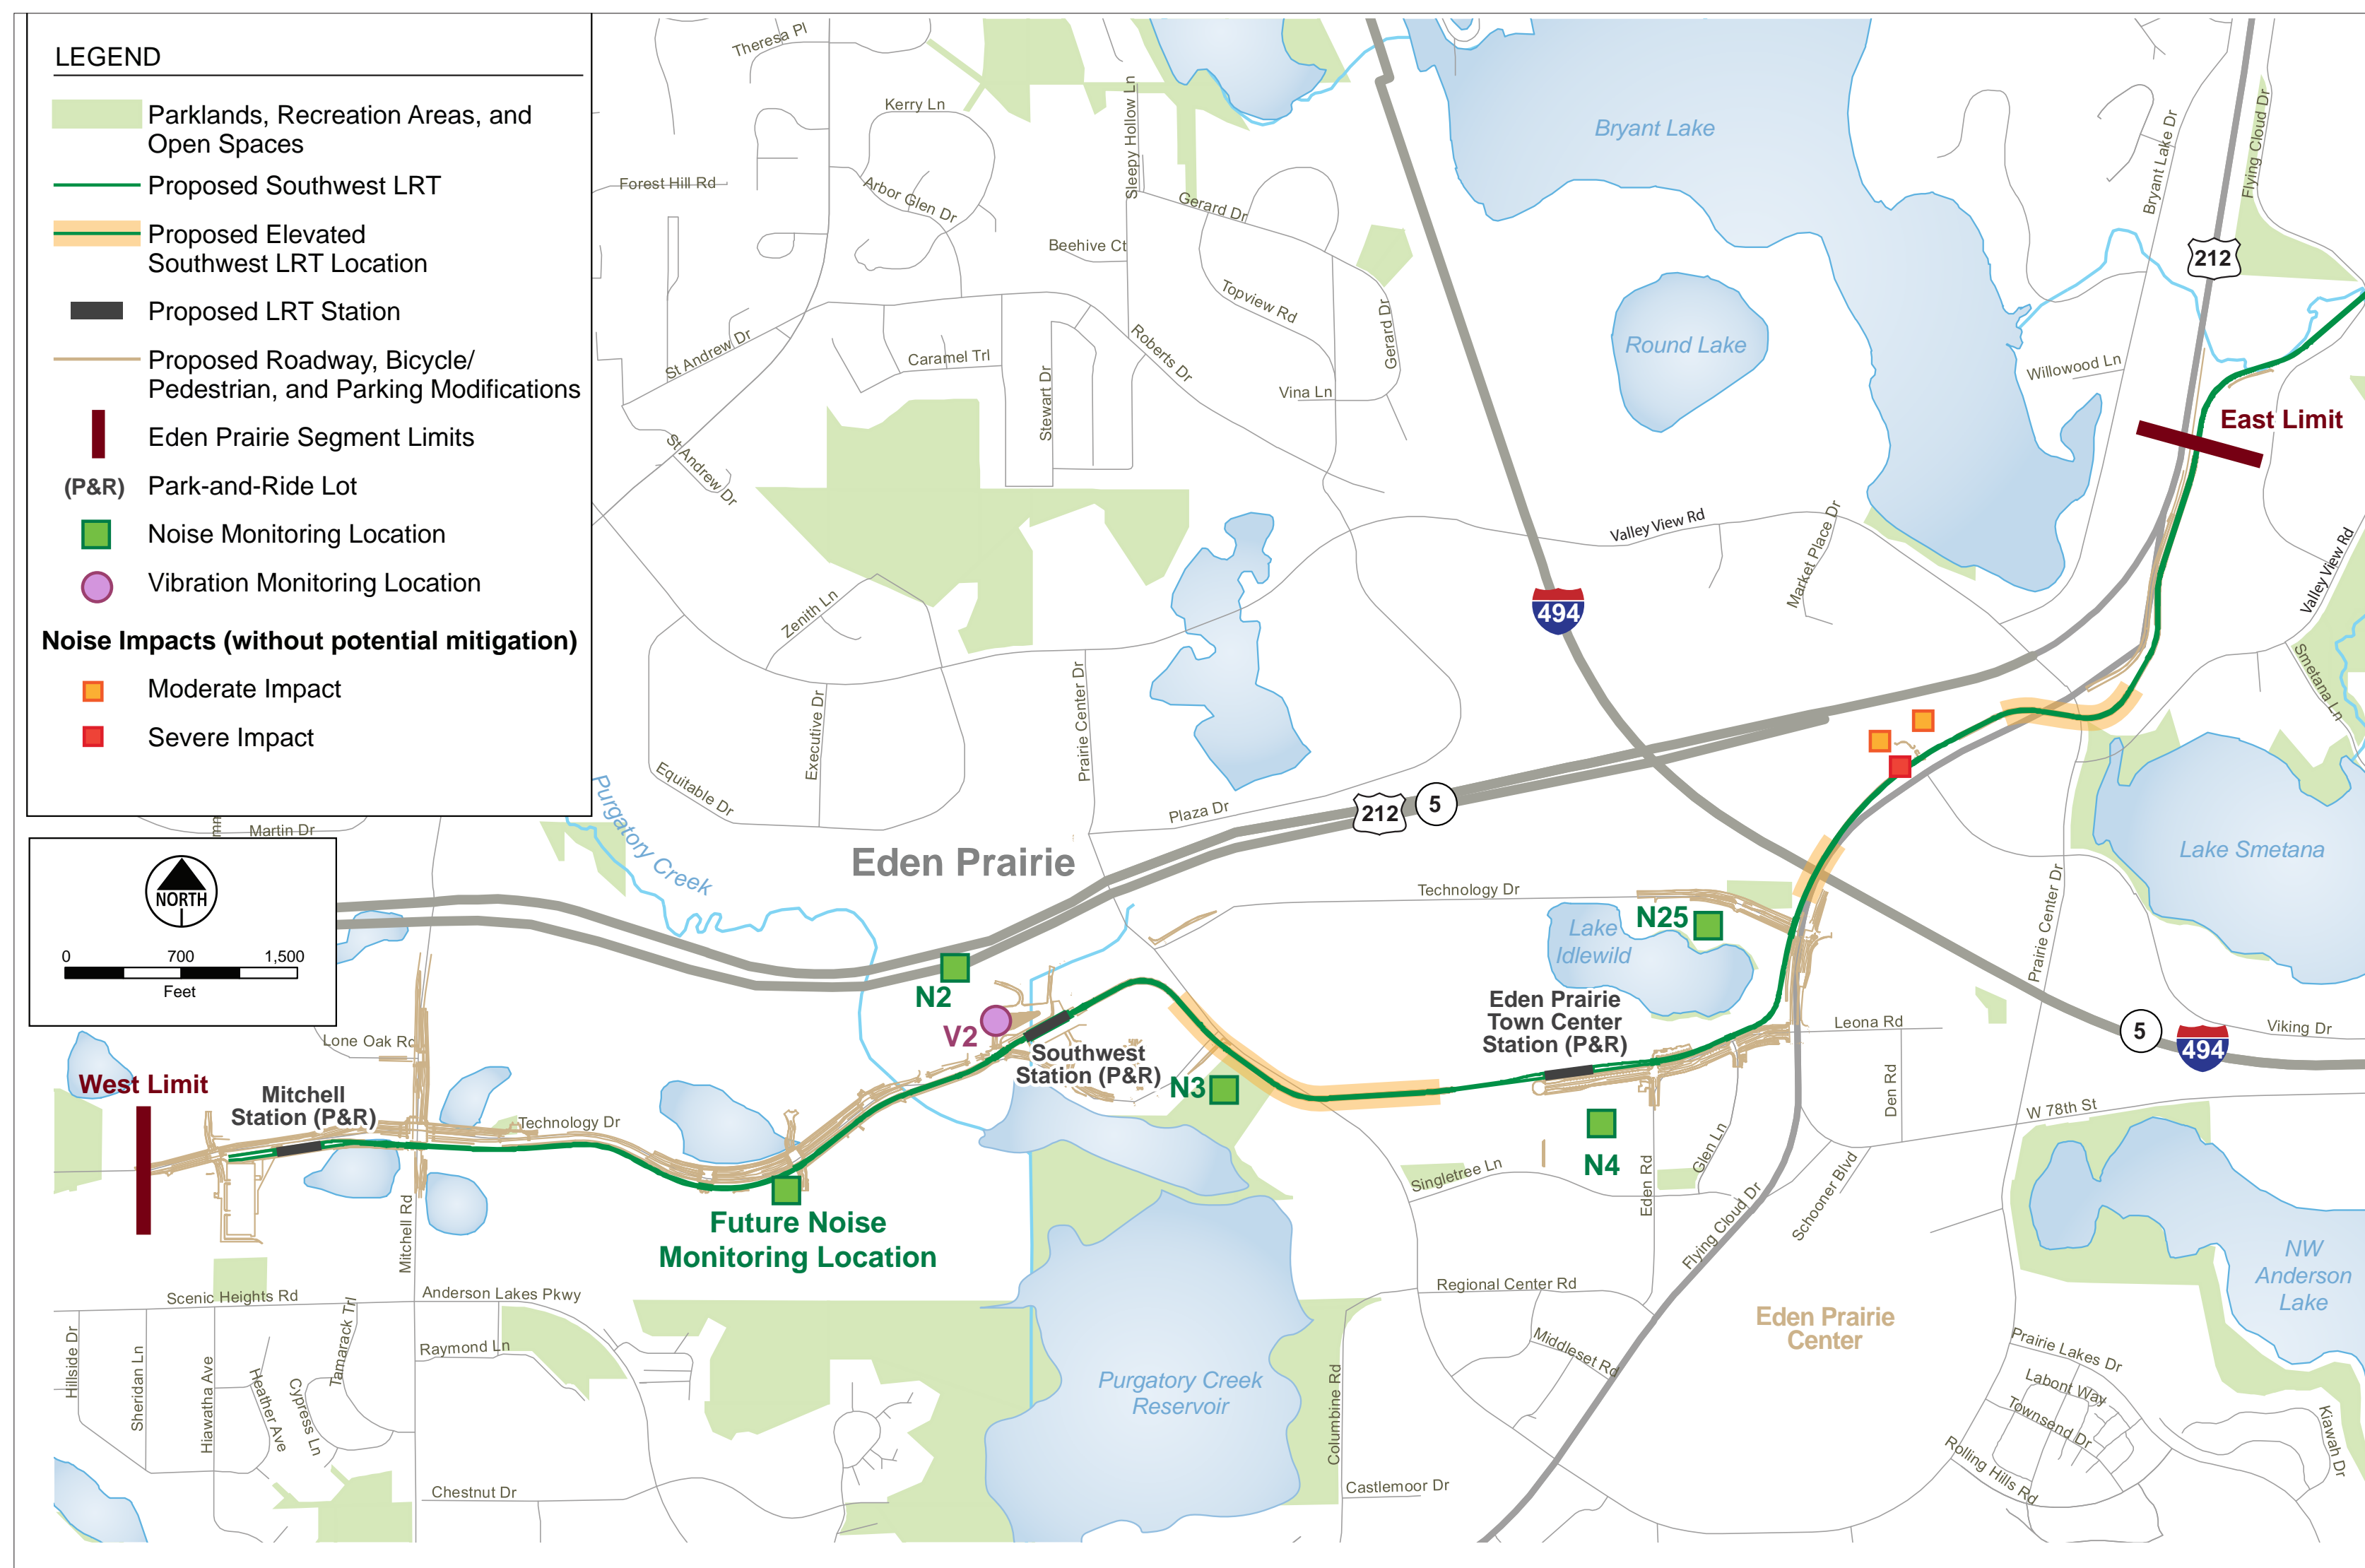 LEGEND
Parklands, Recreation Areas, and
Open Spaces
Proposed Southwest LRT
Proposed Elevated
Southwest LRT Location
Proposed LRT Station
Proposed Roadway, Bicycle/
Pedestrian, and Parking Modifications
Eden Prairie Segment Limits
(P&R) Park-and-Ride Lot
Noise Monitoring Location
Vibration Monitoring Location
Noise Impacts (without potential mitigation)
Moderate Impact
Severe Impact
NORTH
0 700 1,500
Feet
Theresa Pl
Kerry Ln
Sleepy Hollow Ln
Forest Hill Rd
Arbor Glen Dr
Gerard Dr
Beehive Ct
Topview Rd
Gerard Dr
St Andrew Dr
Caramel Trl
Stewart Dr
Roberts Dr
Vina Ln
St Andrew Dr
Bryant Lake
Round Lake
Bryant Lake Dr
Flying Cloud Dr
212
Willowood Ln
East Limit
Valley View Rd
Market Place Dr
Valley View Rd
Smetana Ln
494
Zenith Ln
Executive Dr
Prairie Center Dr
Equitable Dr
Purgatory Creek
Plaza Dr
212
5
Eden Prairie
Martin Dr
Technology Dr
Lake Smetana
Prairie Center Dr
N25
Lake
Idlewild
N2
V2
Southwest
Station (P&R)
N3
Eden Prairie
Town Center
Station (P&R)
Leona Rd
Den Rd
5
494
Viking Dr
W 78th St
N4
Singletree Ln
Eden Rd
Glen Ln
Flying Cloud Dr
Schooner Blvd
Lone Oak Rd
West Limit
Mitchell
Station (P&R)
Technology Dr
Mitchell Rd
Future Noise
Monitoring Location
Scenic Heights Rd
Anderson Lakes Pkwy
Raymond Ln
Hillside Dr
Sheridan Ln
Hiawatha Ave
Heather Ave
Cypress Ln
Tamarack Trl
Chestnut Dr
Purgatory Creek
Reservoir
Columbine Rd
Castlemoor Dr
Regional Center Rd
Middleset Rd
Eden Prairie
Center
NW
Anderson
Lake
Prairie Lakes Dr
Labont Way
Townsend Dr
Rolling Hills Rd
Kiawah Dr